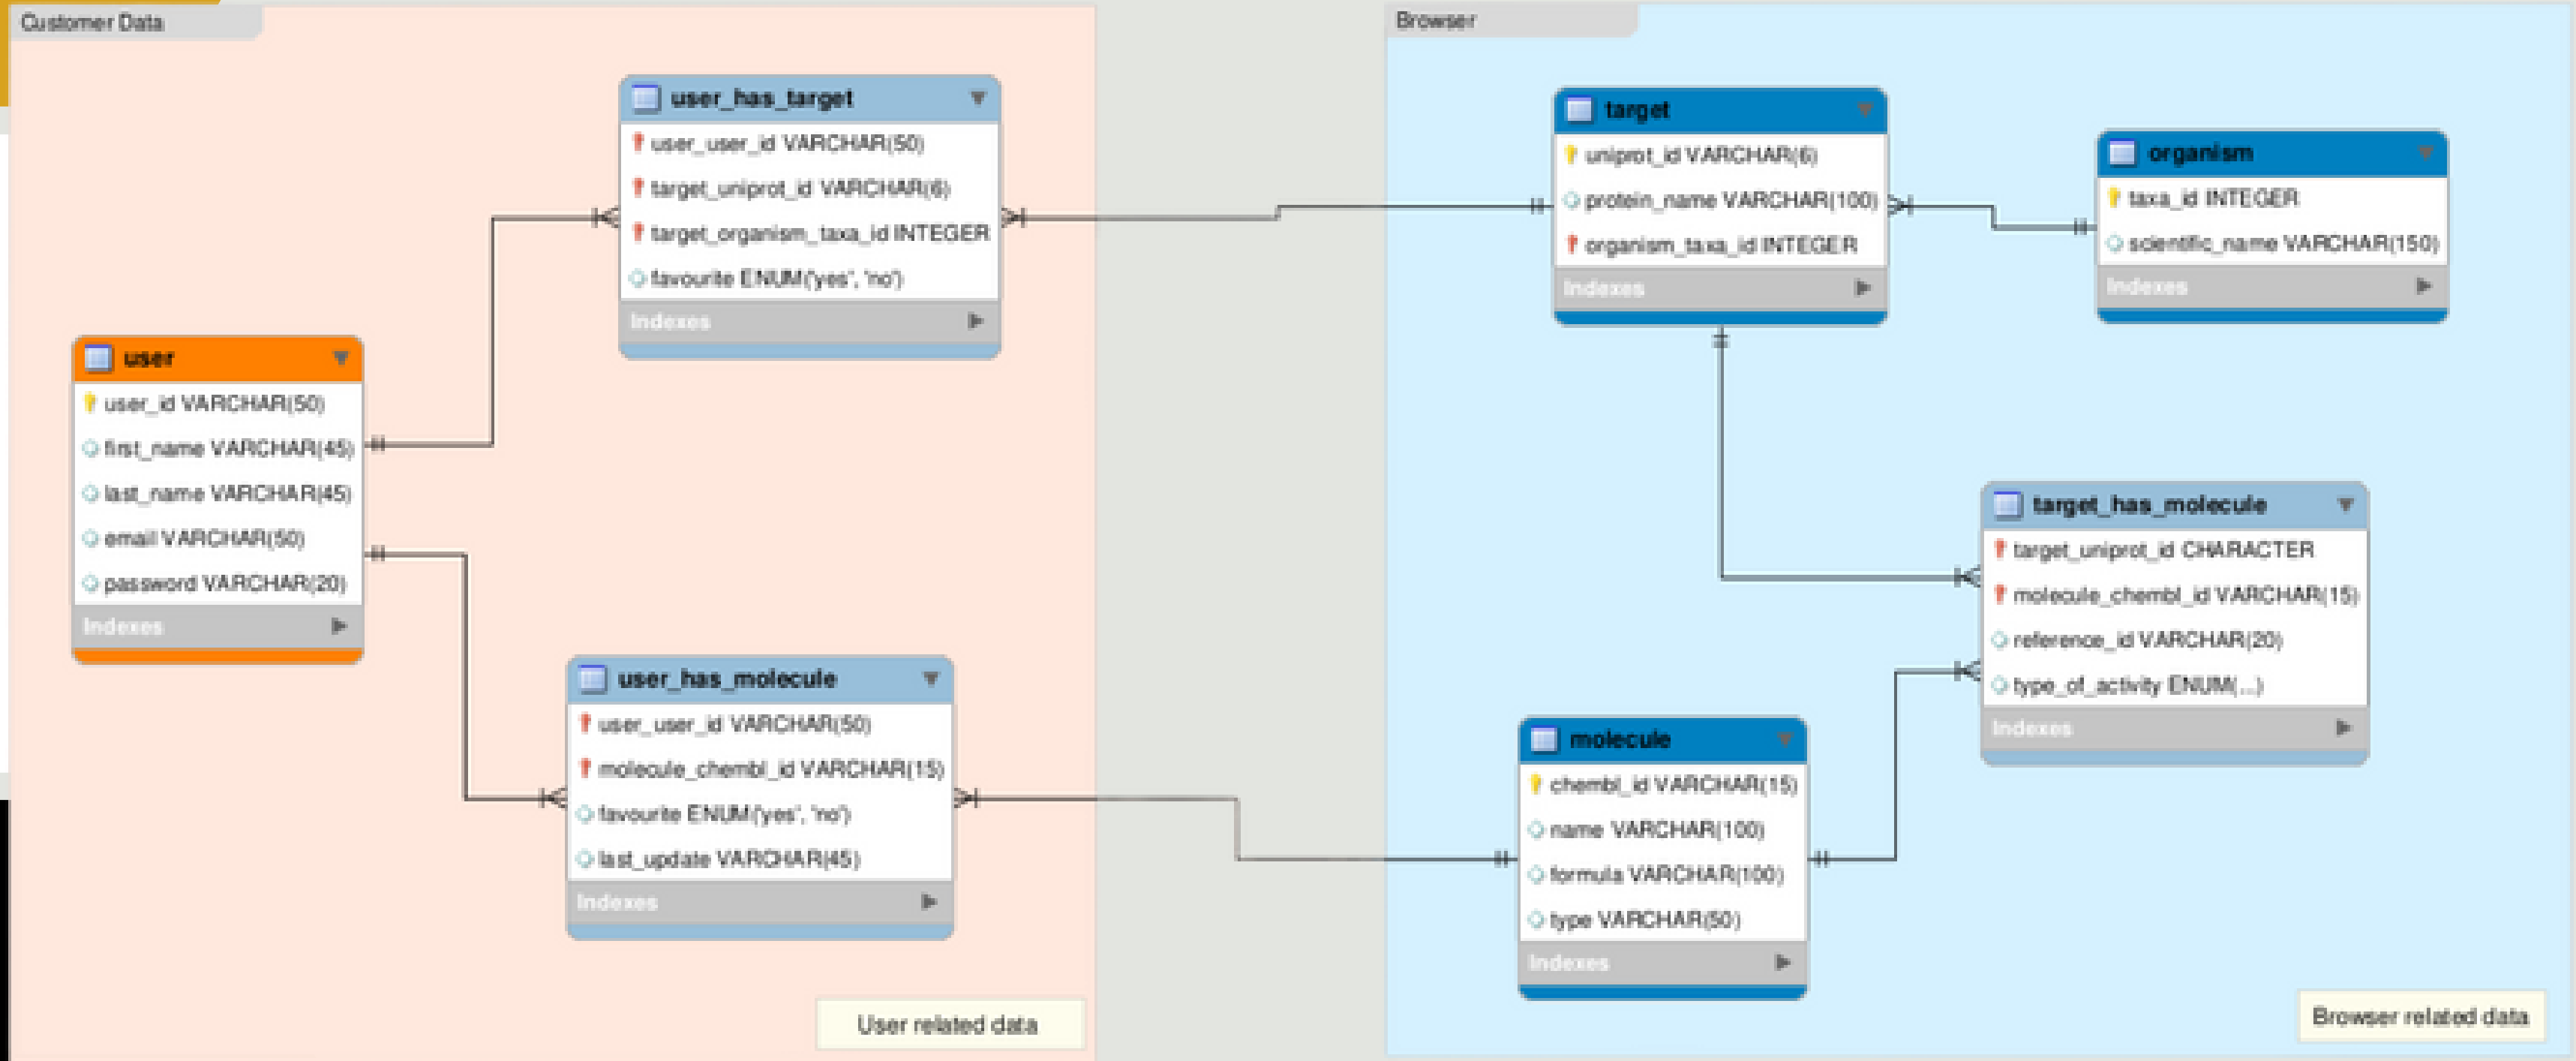 Customer Data
user_has_target
user_user_id VARCHAR(50)
target_uniprot_id VARCHAR(6)
target_organism_taxa_id INTEGER
favourite ENUM('yes', 'no')
Indexes
user
user_id VARCHAR(50)
first_name VARCHAR(45)
last_name VARCHAR(45)
email VARCHAR(50)
password VARCHAR(20)
Indexes
user_has_molecule
user_user_id VARCHAR(50)
molecule_chembl_id VARCHAR(15)
favourite ENUM('yes', 'no')
last_update VARCHAR(45)
Indexes
User related data
Browser
target
uniprot_id VARCHAR(6)
protein_name VARCHAR(100)
organism_taxa_id INTEGER
Indexes
organism
taxa_id INTEGER
scientific_name VARCHAR(150)
Indexes
target_has_molecule
target_uniprot_id CHARACTER
molecule_chembl_id VARCHAR(15)
reference_id VARCHAR(20)
type_of_activity ENUM(...)
Indexes
molecule
chembl_id VARCHAR(15)
name VARCHAR(100)
formula VARCHAR(100)
type VARCHAR(50)
Indexes
Browser related data